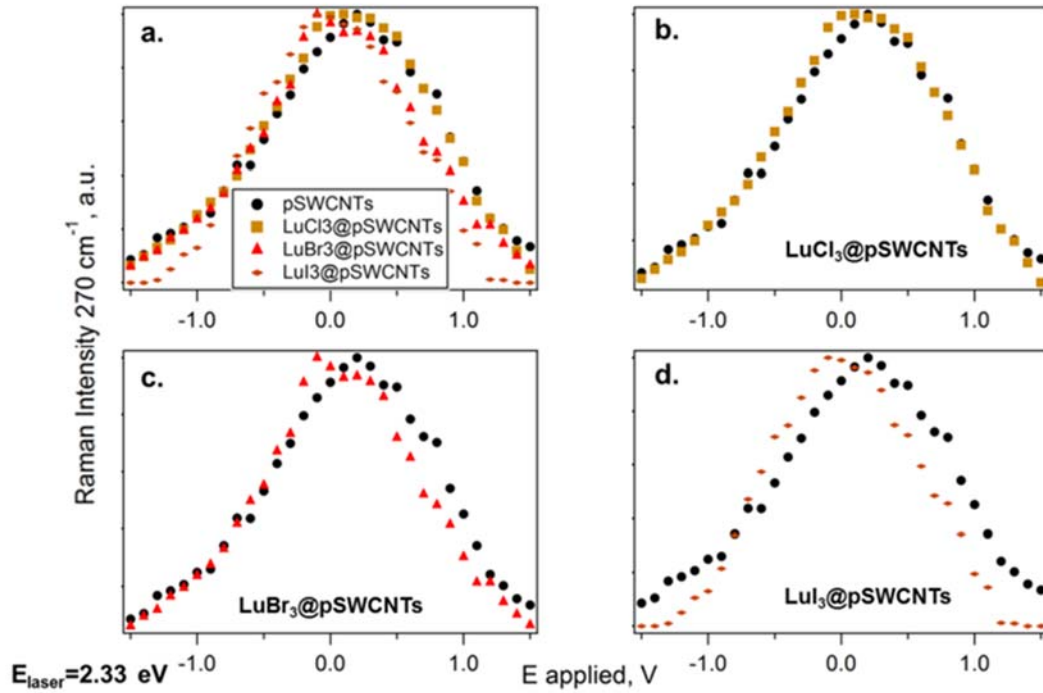 a.
b.
pSWCNTs
LuCl3@pSWCNTs
LuBr3@pSWCNTs
LuI3@pSWCNTs
LuCl₃@pSWCNTs
-1.0 0.0 1.0
-1.0 0.0 1.0
Raman Intensity 270 cm⁻¹, a.u.
c.
d.
LuBr₃@pSWCNTs
LuI₃@pSWCNTs
-1.0 0.0 1.0
-1.0 0.0 1.0
E laser=2.33 eV
E applied, V